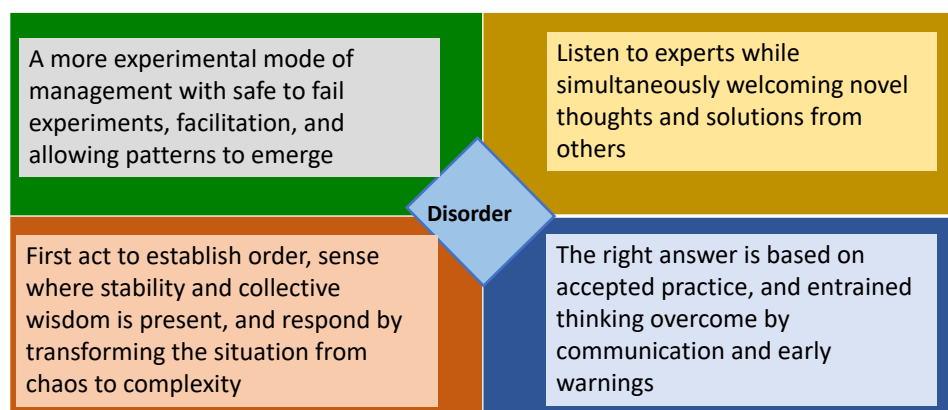 A more experimental mode of
management with safe to fail
experiments, facilitation, and
allowing patterns to emerge
Listen to experts while
simultaneously welcoming novel
thoughts and solutions from
others
Disorder
First act to establish order, sense
where stability and collective
wisdom is present, and respond by
transforming the situation from
chaos to complexity
The right answer is based on
accepted practice, and entrained
thinking overcome by
communication and early
warnings